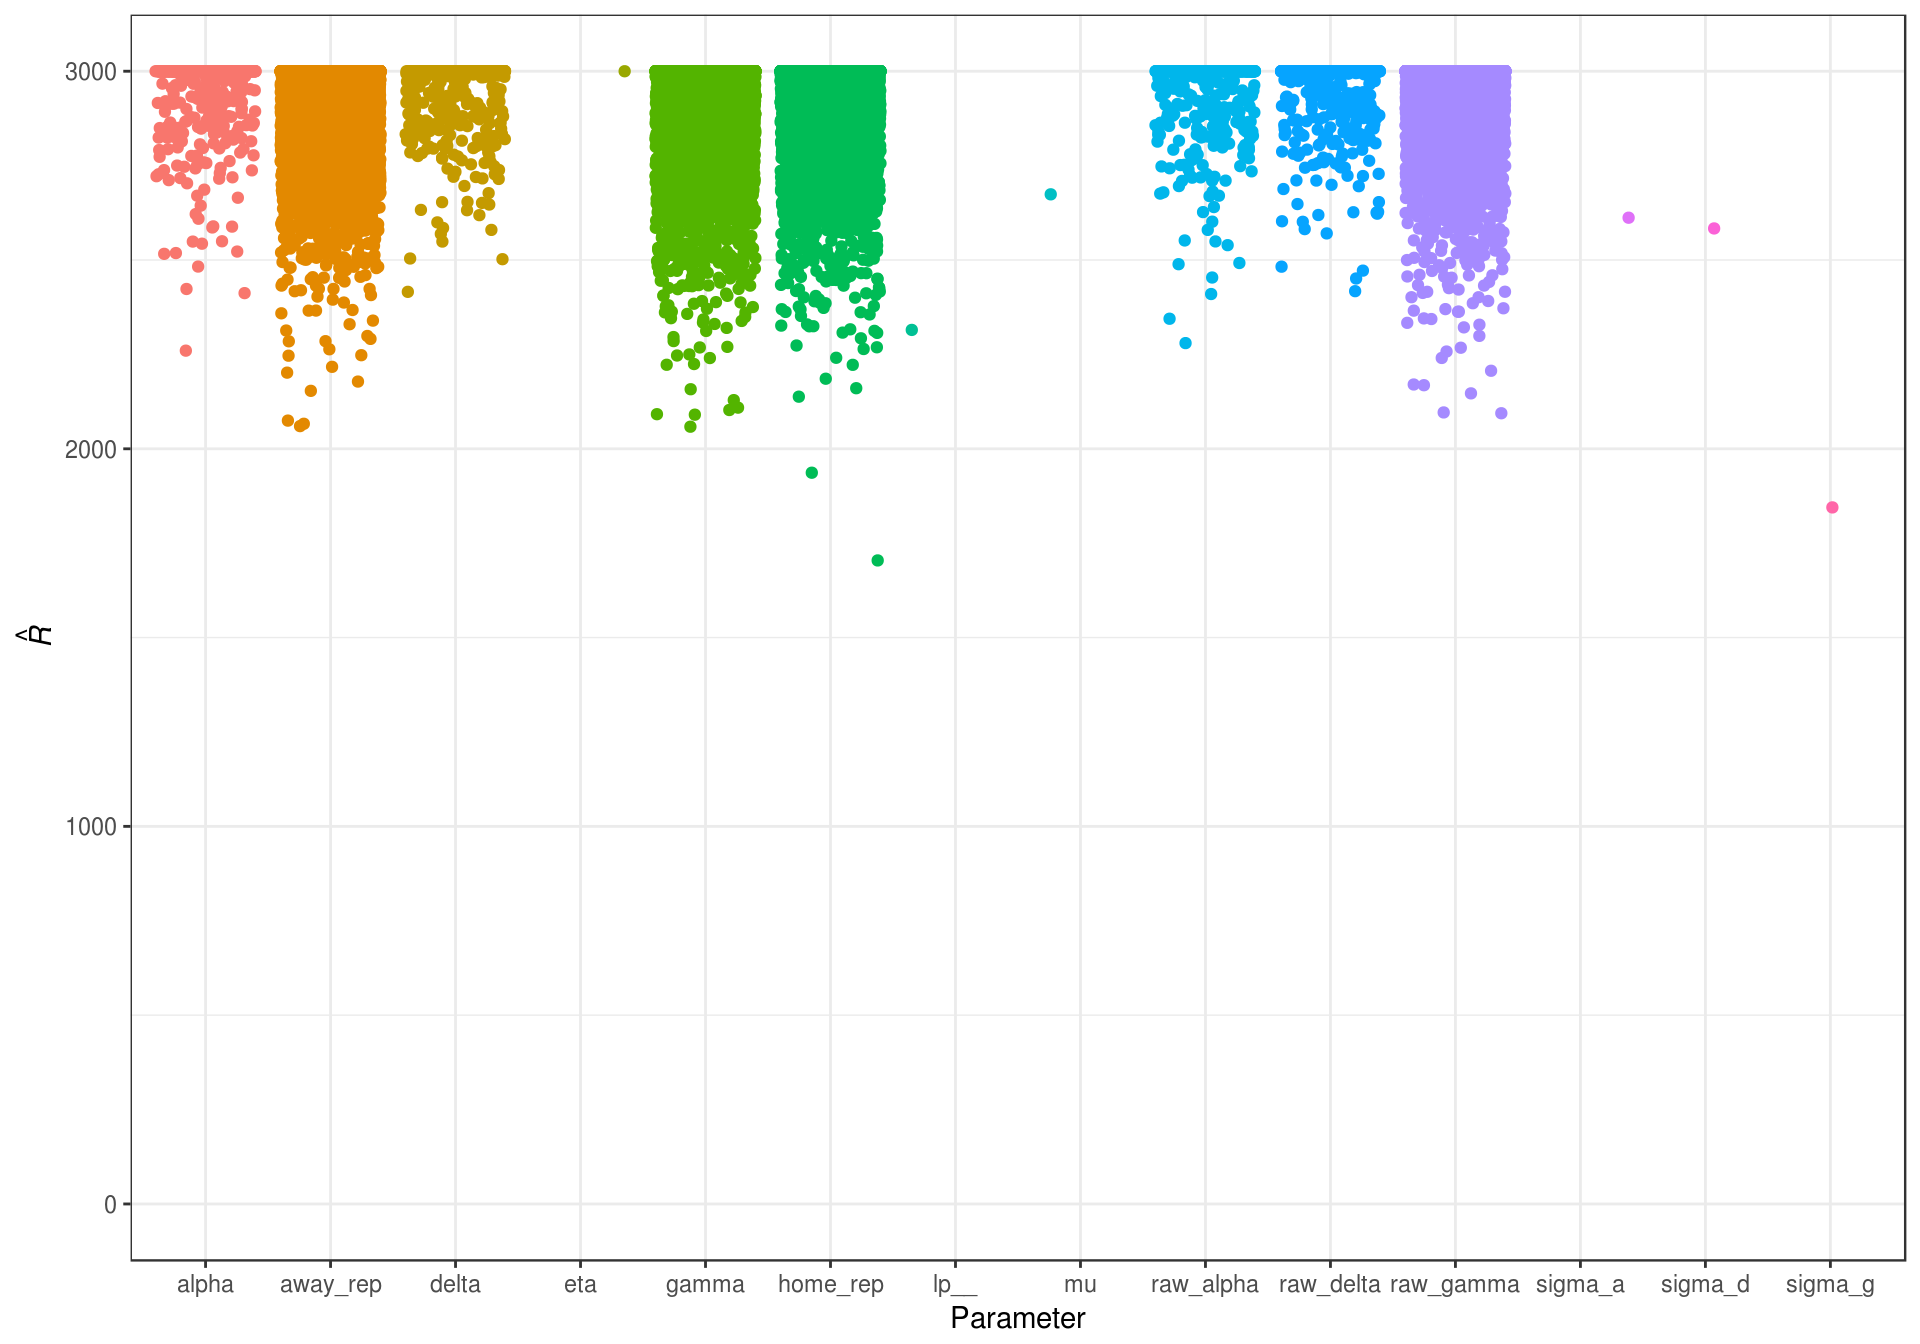 3000
2000
1000
0
R̂
alpha away_rep delta eta gamma home_rep lp__ mu raw_alpha raw_delta raw_gamma sigma_a sigma_d sigma_g
Parameter